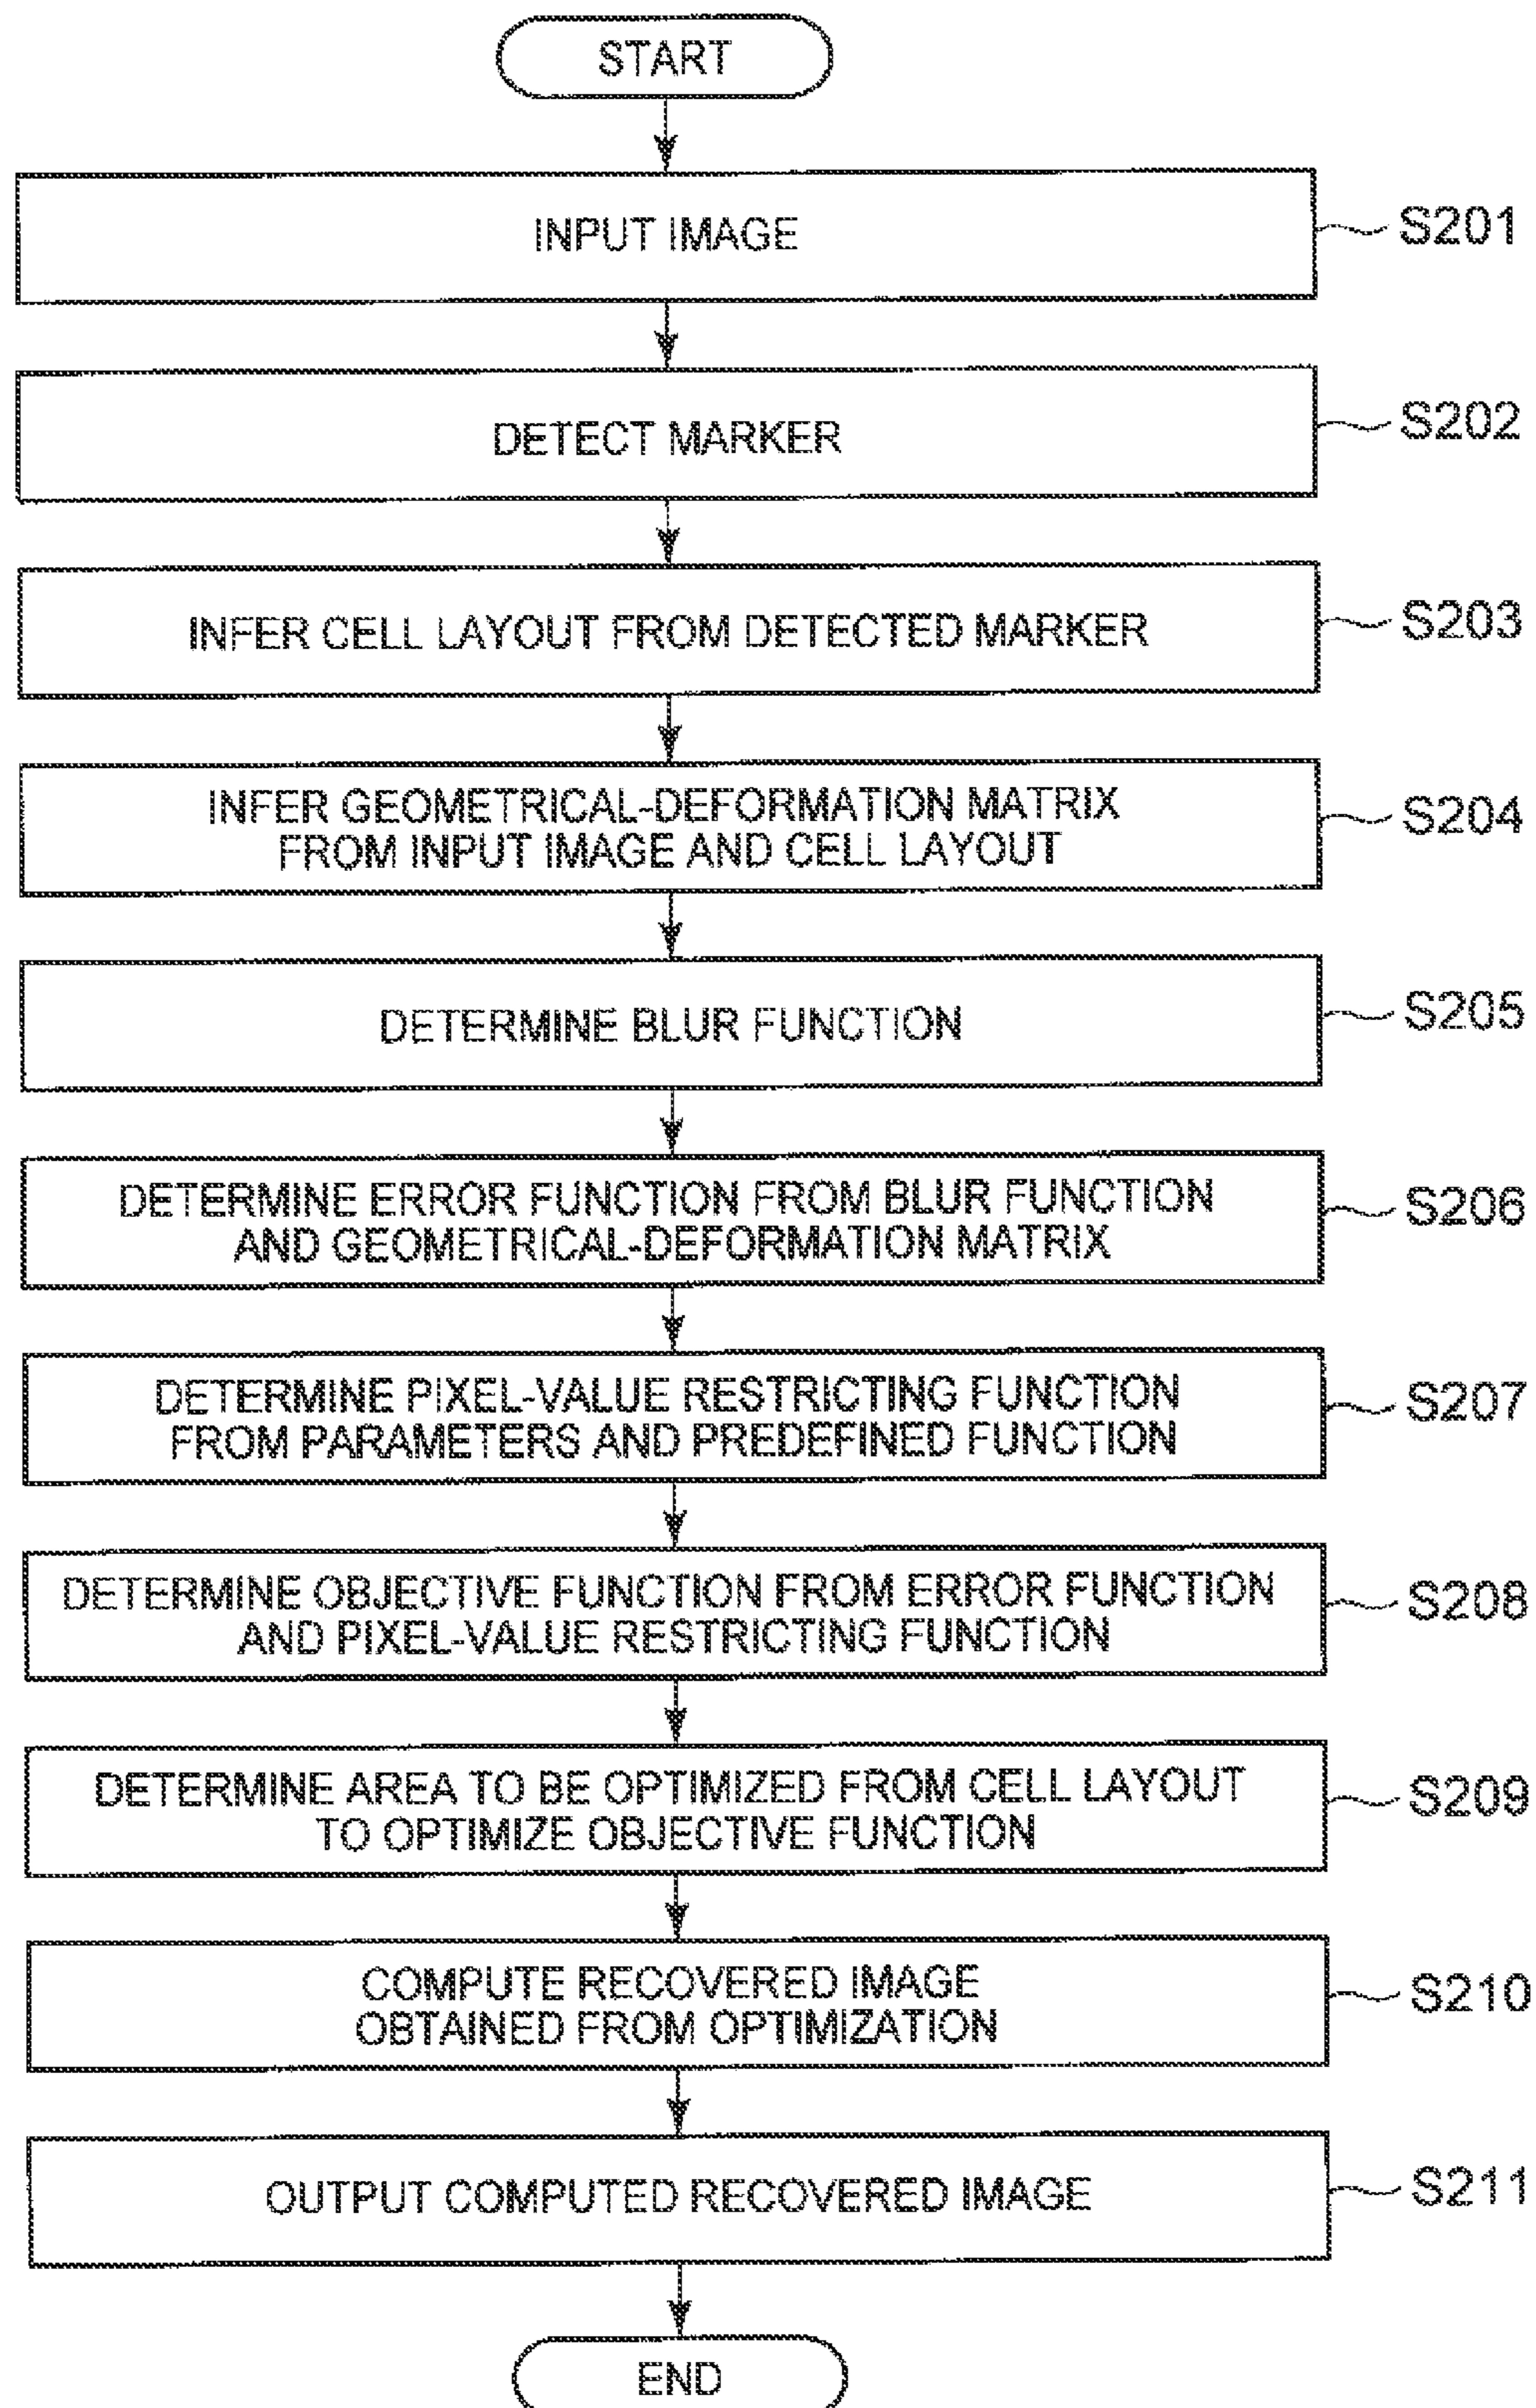 START
INPUT IMAGE
S201
DETECT MARKER
S202
INFER CELL LAYOUT FROM DETECTED MARKER
S203
INFER GEOMETRICAL-DEFORMATION MATRIX
FROM INPUT IMAGE AND CELL LAYOUT
S204
DETERMINE BLUR FUNCTION
S205
DETERMINE ERROR FUNCTION FROM BLUR FUNCTION
AND GEOMETRICAL-DEFORMATION MATRIX
S206
DETERMINE PIXEL-VALUE RESTRICTING FUNCTION
FROM PARAMETERS AND PREDEFINED FUNCTION
S207
DETERMINE OBJECTIVE FUNCTION FROM ERROR FUNCTION
AND PIXEL-VALUE RESTRICTING FUNCTION
S208
DETERMINE AREA TO BE OPTIMIZED FROM CELL LAYOUT
TO OPTIMIZE OBJECTIVE FUNCTION
S209
COMPUTE RECOVERED IMAGE
OBTAINED FROM OPTIMIZATION
S210
OUTPUT COMPUTED RECOVERED IMAGE
S211
END